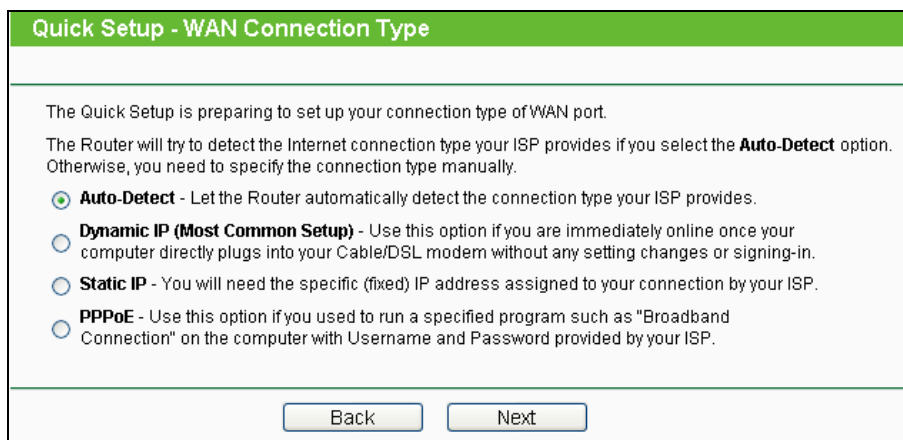 Quick Setup - WAN Connection Type
The Quick Setup is preparing to set up your connection type of WAN port.
The Router will try to detect the Internet connection type your ISP provides if you select the Auto-Detect option.
Otherwise, you need to specify the connection type manually.
Auto-Detect - Let the Router automatically detect the connection type your ISP provides.
Dynamic IP (Most Common Setup) - Use this option if you are immediately online once your
computer directly plugs into your Cable/DSL modem without any setting changes or signing-in.
Static IP - You will need the specific (fixed) IP address assigned to your connection by your ISP.
PPPoE - Use this option if you used to run a specified program such as "Broadband
Connection" on the computer with Username and Password provided by your ISP.
Back Next